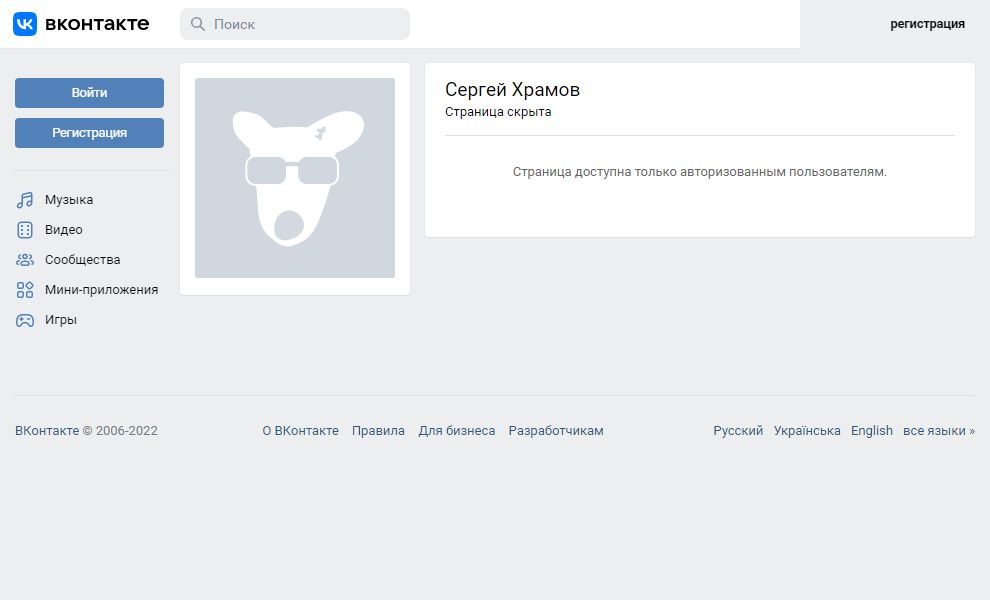 вконтакте
Поиск
регистрация
Войти
Регистрация
Музыка
Видео
Сообщества
Мини-приложения
Игры
Сергей Храмов
Страница скрыта
Страница доступна только авторизованным пользователям.
ВКонтакте © 2006-2022
О ВКонтакте Правила Для бизнеса Разработчикам
Русский Українська English все языки »